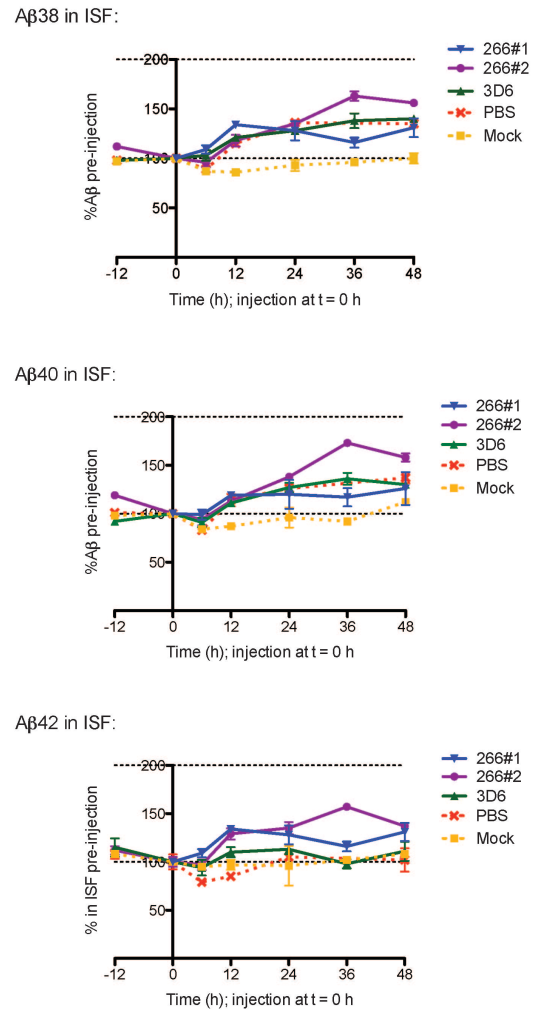 Aβ38 in ISF:
266#1
266#2
3D6
PBS
Mock
%Aβ pre-injection
200
150
100
50
-12 0 12 24 36 48
Time (h); injection at t = 0 h
Aβ40 in ISF:
266#1
266#2
3D6
PBS
Mock
%Aβ pre-injection
200
150
100
50
-12 0 12 24 36 48
Time (h); injection at t = 0 h
Aβ42 in ISF:
266#1
266#2
3D6
PBS
Mock
% in ISF pre-injection
200
150
100
50
-12 0 12 24 36 48
Time (h); injection at t = 0 h